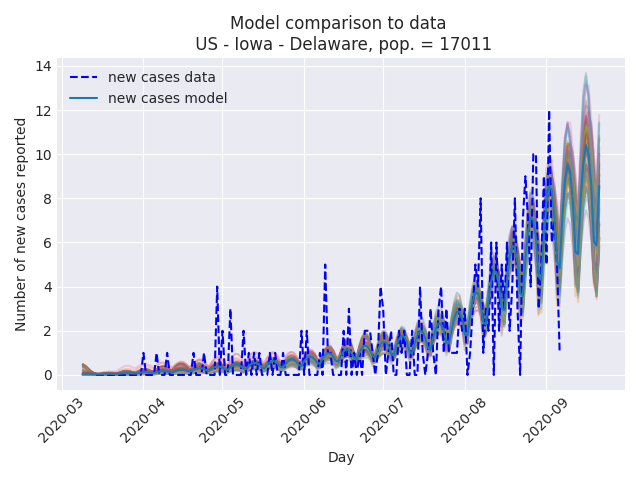 Model comparison to data
US - Iowa - Delaware, pop. = 17011
new cases data
new cases model
Number of new cases reported
14
12
10
8
6
4
2
0
2020-03
2020-04
2020-05
2020-06
2020-07
2020-08
2020-09
Day